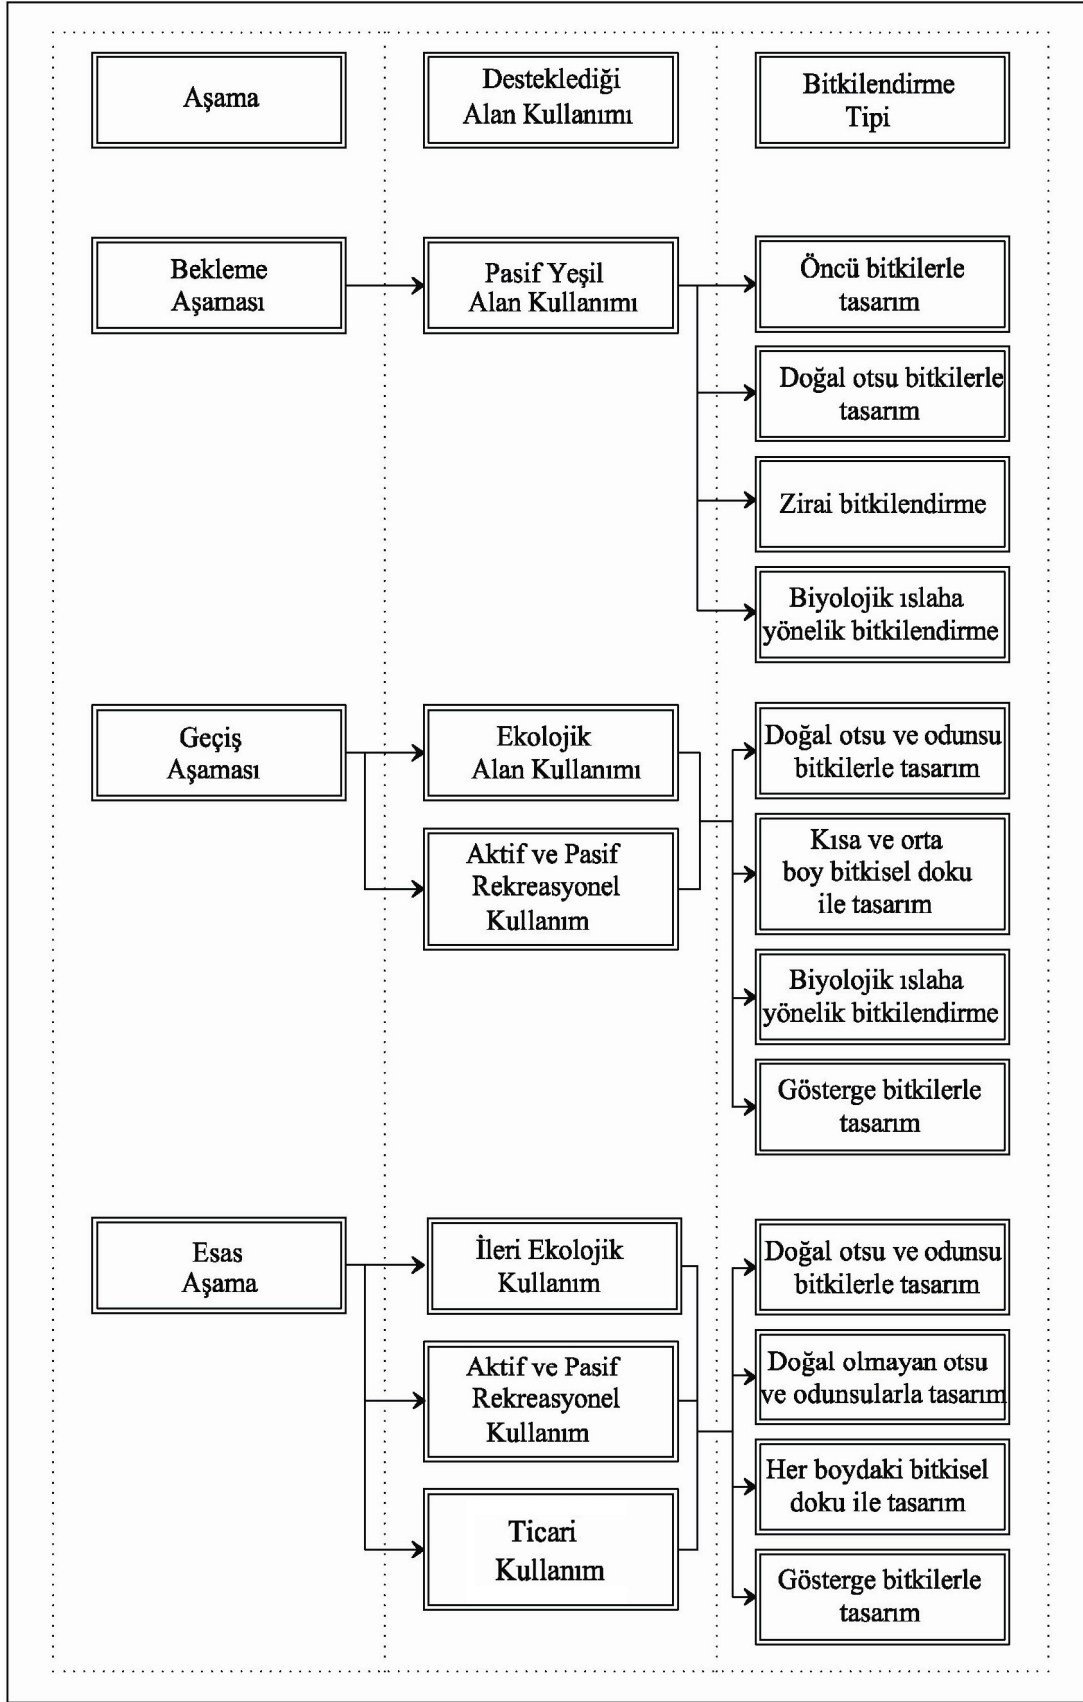 Aşama
Desteklediği
Alan Kullanımı
Bitkilendirme
Tipi
Bekleme
Aşaması
Pasif Yeşil
Alan Kullanımı
Öncü bitkilerle
tasarım
Doğal otsu bitkilerle
tasarım
Zirai bitkilendirme
Biyolojik ıslaha
yönelik bitkilendirme
Geçiş
Aşaması
Ekolojik
Alan Kullanımı
Aktif ve Pasif
Rekreasyonel
Kullanım
Doğal otsu ve odunsu
bitkilerle tasarım
Kısa ve orta
boy bitkisel doku
ile tasarım
Biyolojik ıslaha
yönelik bitkilendirme
Gösterge bitkilerle
tasarım
Esas
Aşama
İleri Ekolojik
Kullanım
Aktif ve Pasif
Rekreasyonel
Kullanım
Ticari
Kullanım
Doğal otsu ve odunsu
bitkilerle tasarım
Doğal olmayan otsu
ve odunsularla tasarım
Her boydaki bitkisel
doku ile tasarım
Gösterge bitkilerle
tasarım